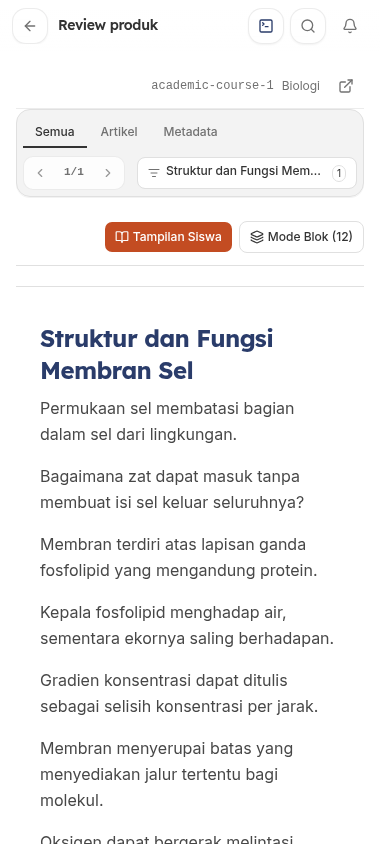 Review produk
academic-course-1 Biologi
Semua Artikel Metadata
1/1 Struktur dan Fungsi Mem... 1
Tampilan Siswa Mode Blok (12)
Struktur dan Fungsi
Membran Sel
Permukaan sel membatasi bagian
dalam sel dari lingkungan.
Bagaimana zat dapat masuk tanpa
membuat isi sel keluar seluruhnya?
Membran terdiri atas lapisan ganda
fosfolipid yang mengandung protein.
Kepala fosfolipid menghadap air,
sementara ekornya saling berhadapan.
Gradien konsentrasi dapat ditulis
sebagai selisih konsentrasi per jarak.
Membran menyerupai batas yang
menyediakan jalur tertentu bagi
molekul.
Oksigen dapat bergerak melintasi